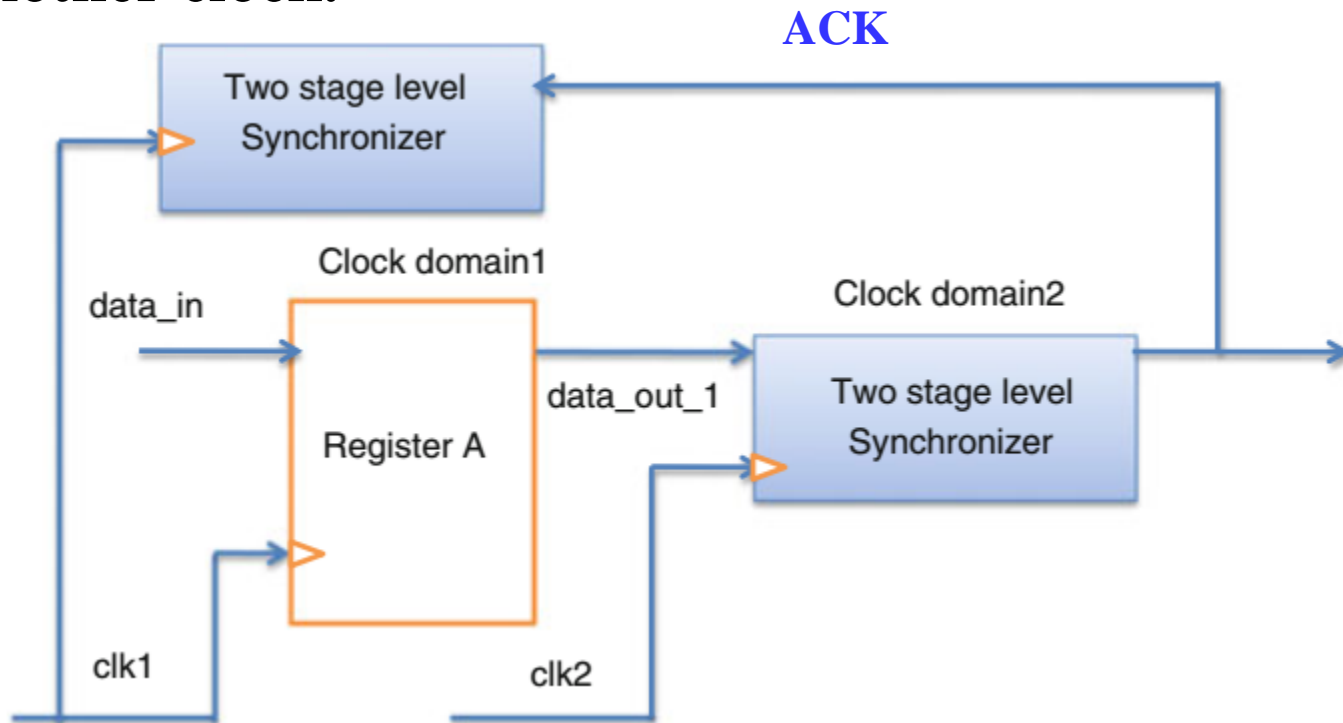 ACK
Two stage level
Synchronizer
Clock domain1
data_in
Clock domain2
data_out_1
Two stage level
Register A
Synchronizer
clk1
clk2